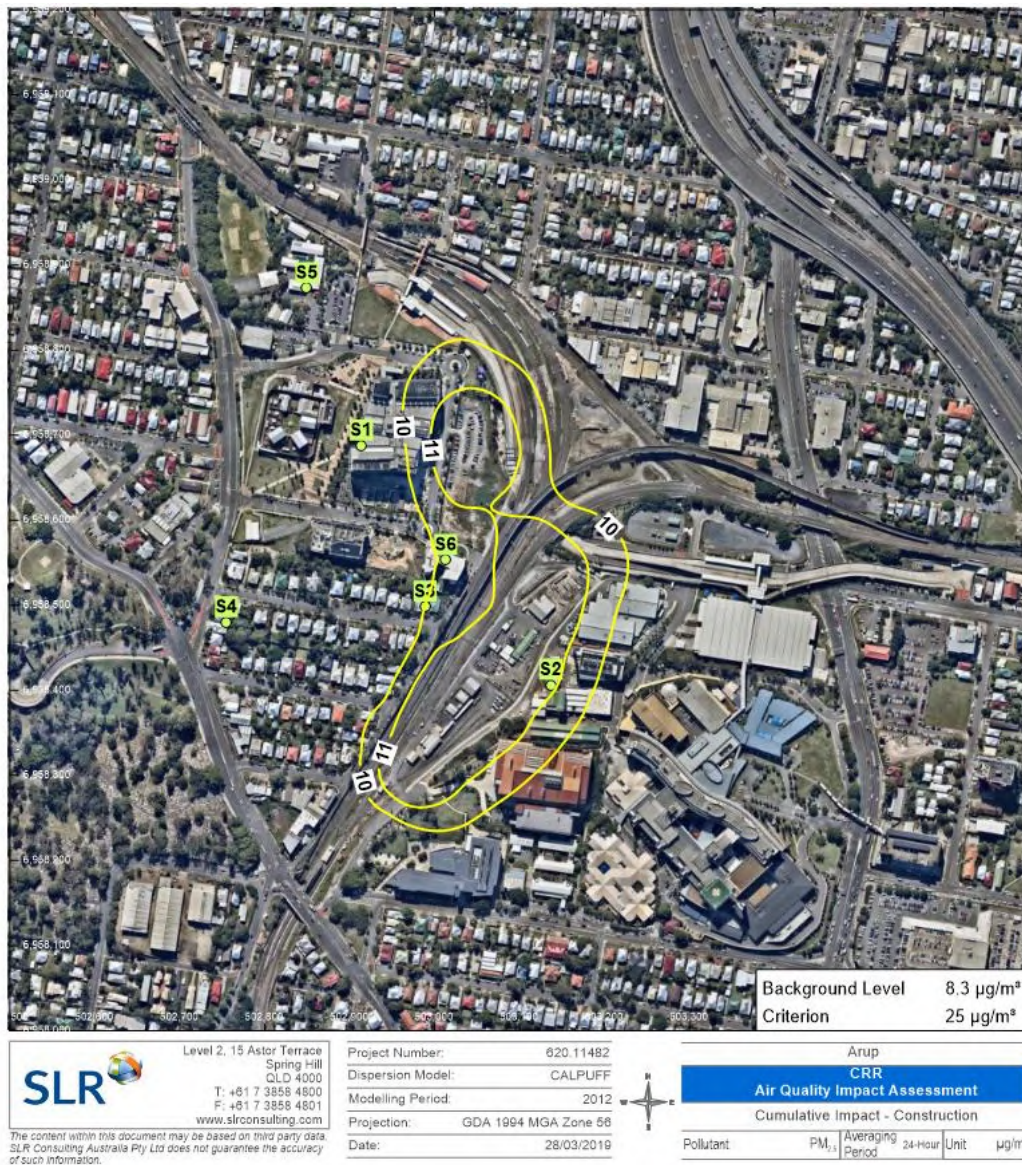 6,959,100
6,959,000
6,958,900
S5
6,958,800
10
S1
11
6,958,700
6,958,600
10
S6
6,958,500
S4
S2
6,958,400
11
6,958,300
10
6,958,200
6,958,100
502,600
502,700
502,800
502,900
503,000
503,100
503,200
503,300
Background Level 8.3 µg/m³
Criterion 25 µg/m³
SLR
Level 2, 15 Astor Terrace
Spring Hill
QLD 4000
T: +61 7 3858 4800
F: +61 7 3858 4801
www.slrconsulting.com
The content within this document may be based on third party data.
SLR Consulting Australia Pty Ltd does not guarantee the accuracy
of such information.
Project Number: 620.11482
Dispersion Model: CALPUFF
Modelling Period: 2012
Projection: GDA 1994 MGA Zone 56
Date: 28/03/2019
N
W E
S
Arup
CRR
Air Quality Impact Assessment
Cumulative Impact - Construction
Pollutant PM2.5 Averaging Period 24-Hour Unit µg/m